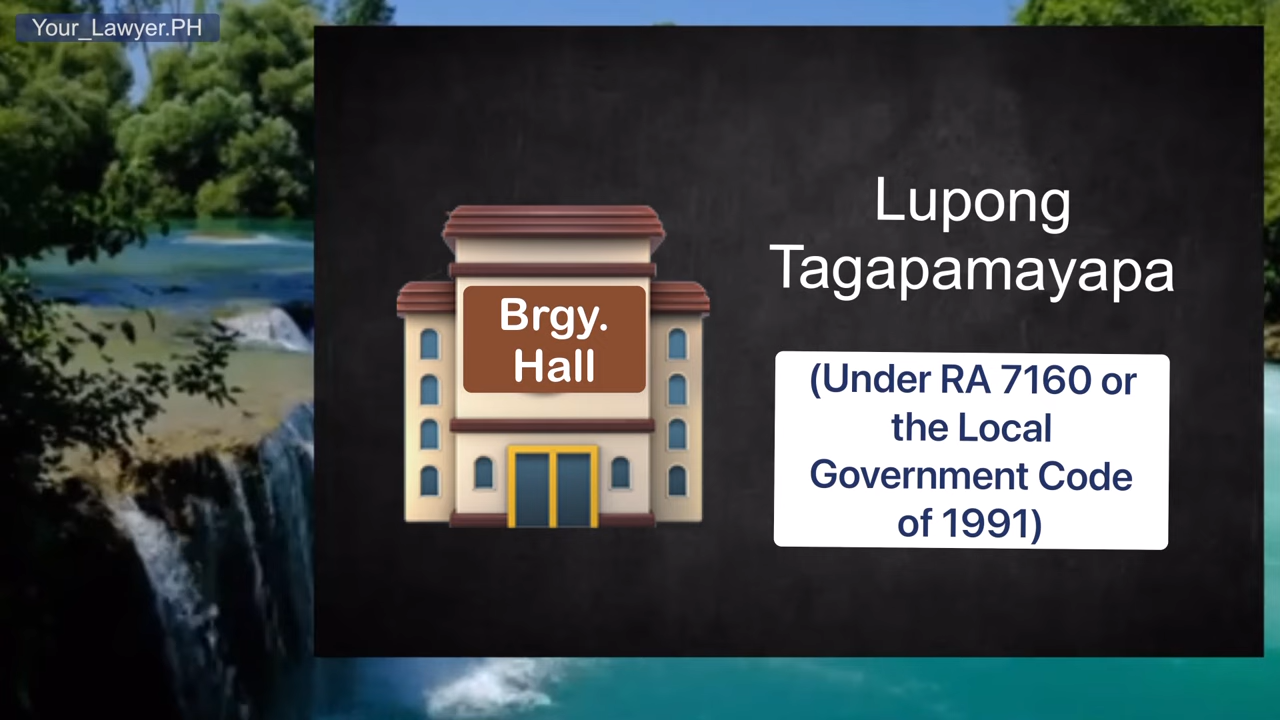 Your_Lawyer.PH
Brgy.
Hall
Lupong
Tagapamayapa
(Under RA 7160 or
the Local
Government Code
of 1991)